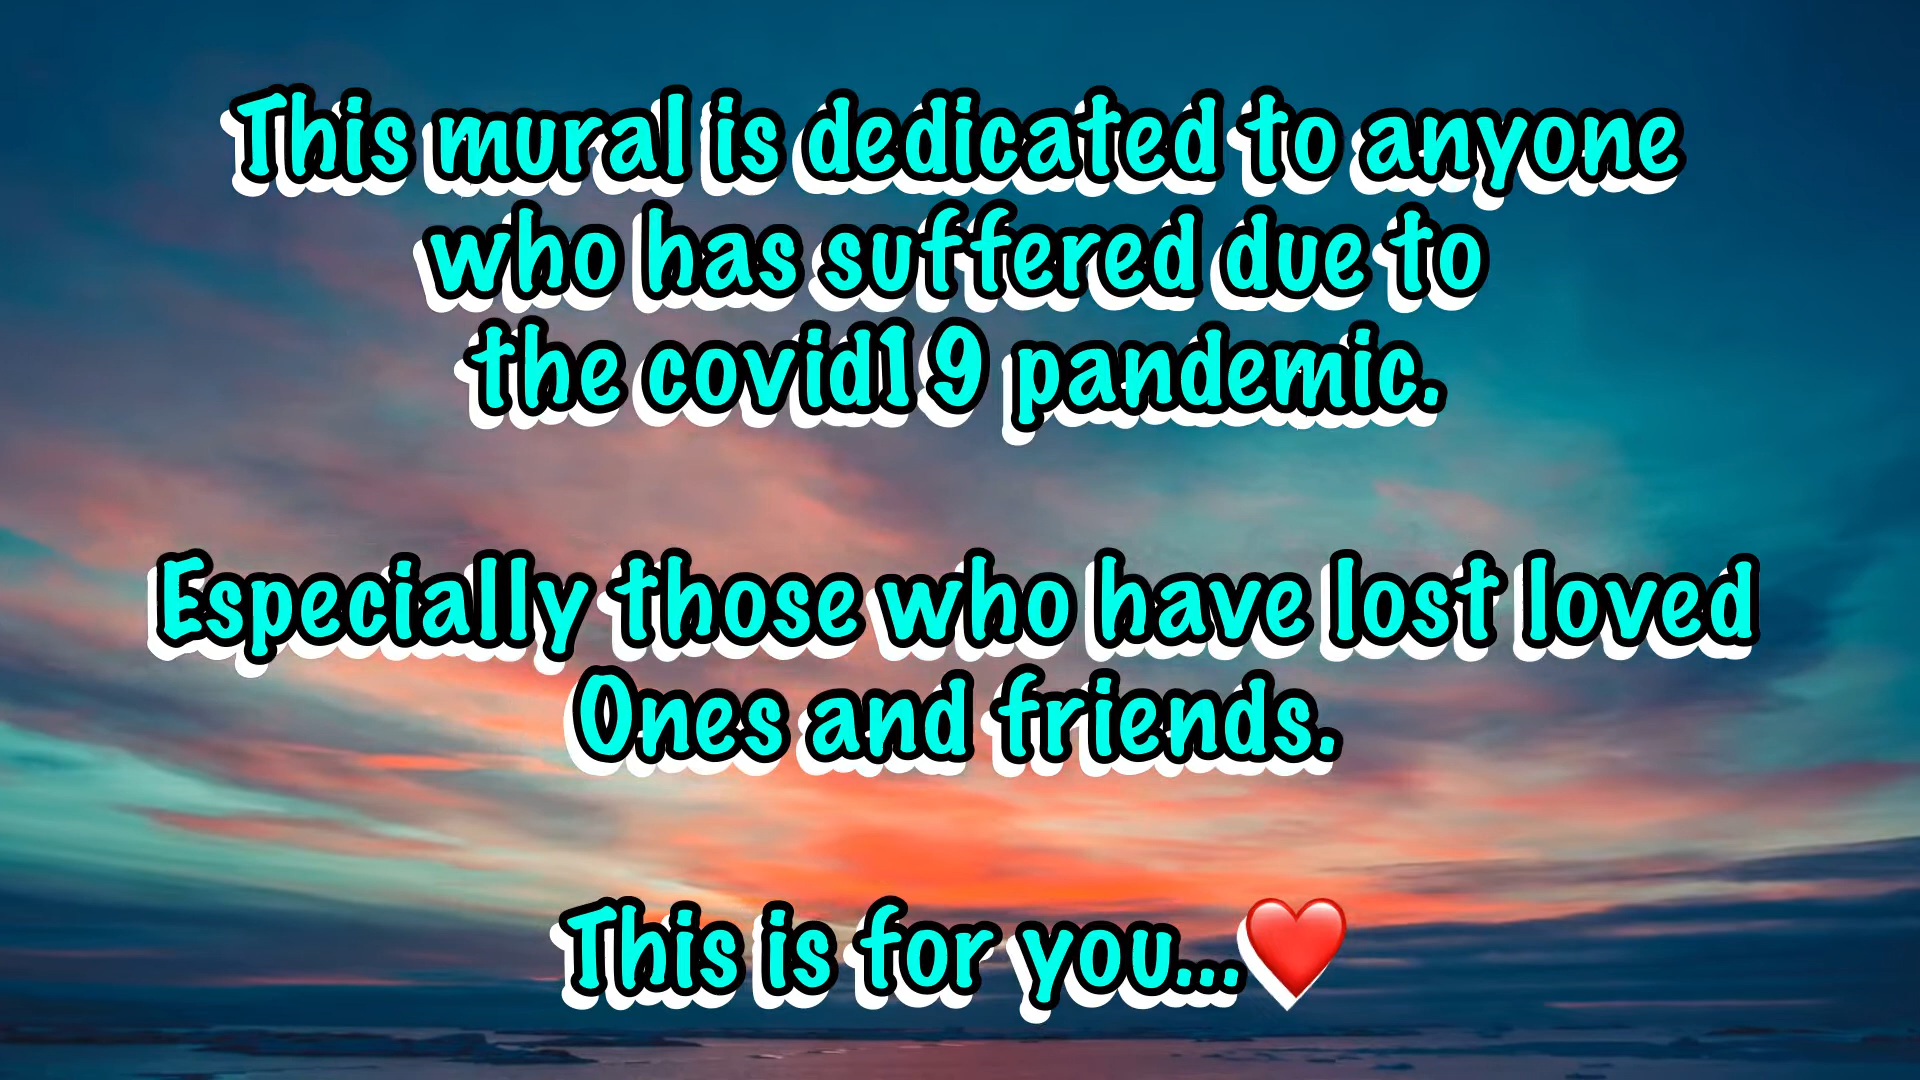 This mural is dedicated to anyone
who has suffered due to
the covid19 pandemic.
Especially those who have lost loved
Ones and friends.
This is for you...❤️